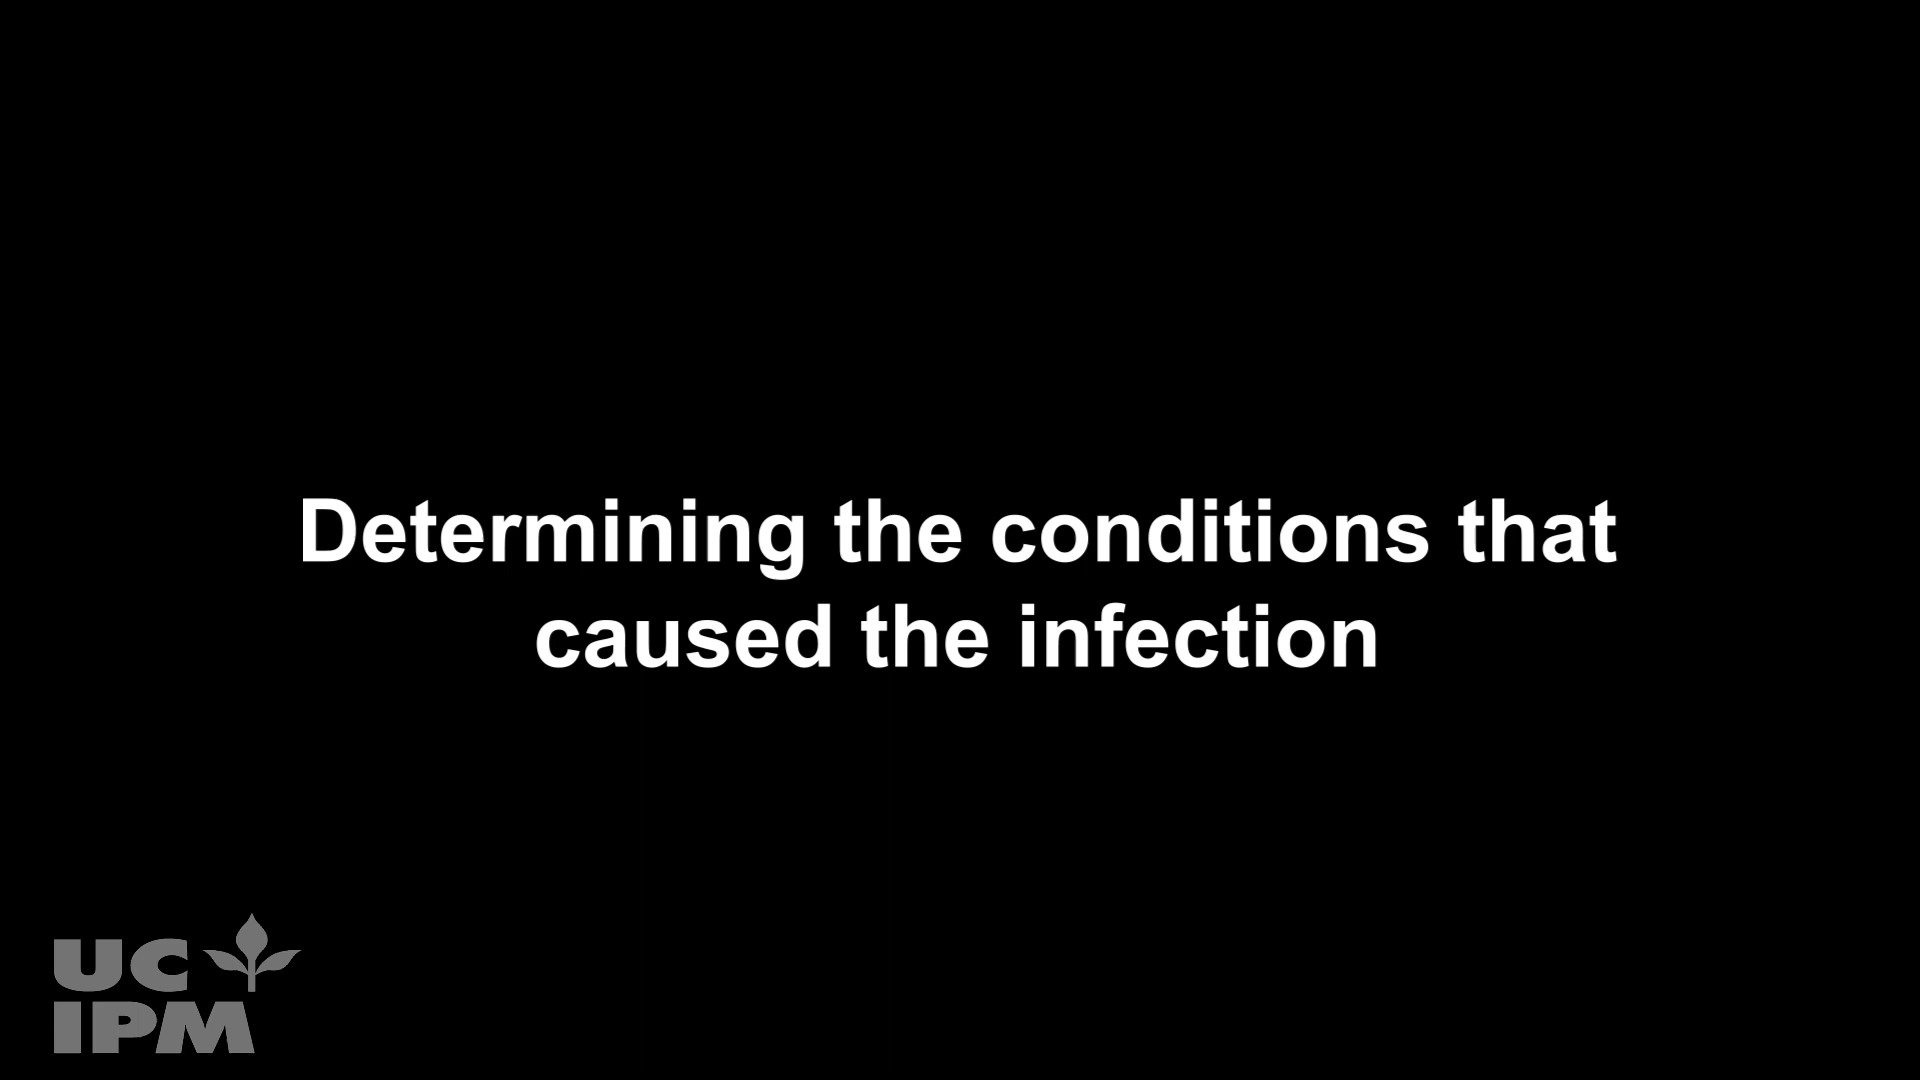 Determining the conditions that
caused the infection
UC
IPM